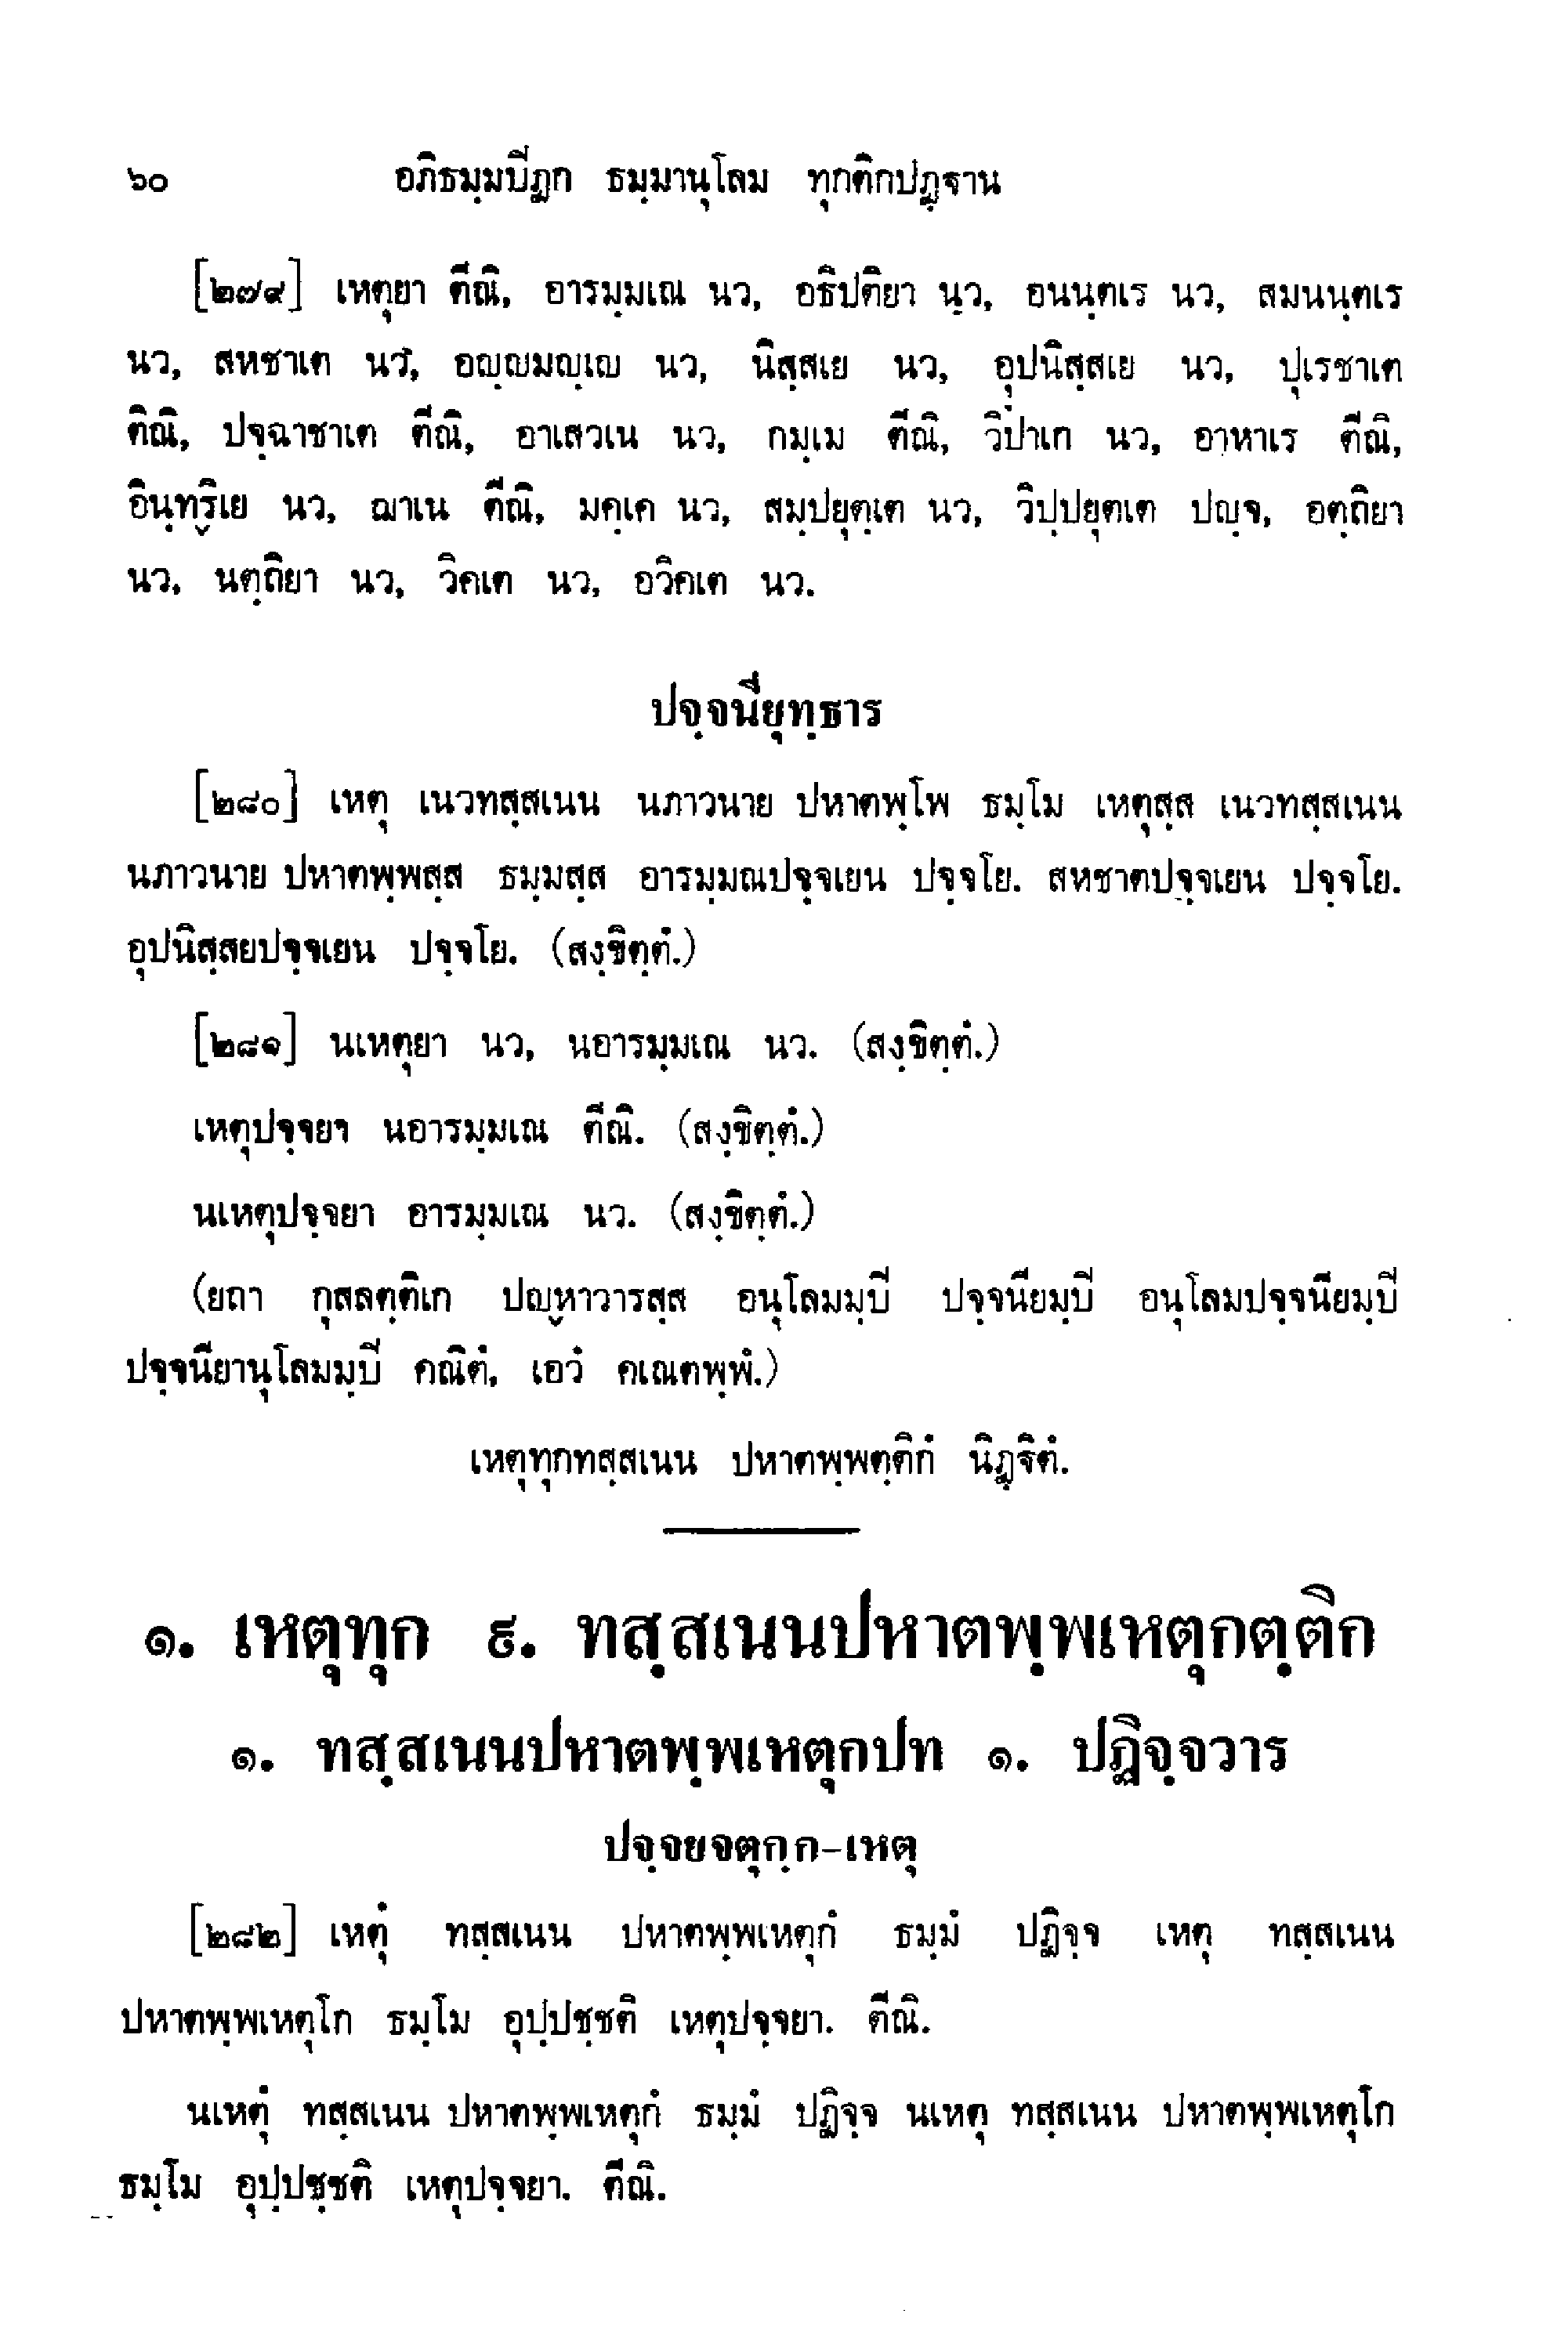 ๖๐ อภิธมฺมปีฏก ธมฺมานุโลม ทุกติกปฏฺฐาน
[๒๗๙] เหตุยา ตีณิ, อารมฺมเณ นว, อธิปติยา นว, อนนฺตเร นว, สมนนฺตเร
นว, สหชาเต นว, อญฺญมญฺเญ นว, นิสฺสเย นว, อุปนิสฺสเย นว, ปุเรชาเต
ติณิ, ปจฺฉาชาเต ตีณิ, อาเสวเน นว, กมฺเม ตีณิ, วิปาเก นว, อาหาเร ตีณิ,
อินฺทฺริเย นว, ฌาเน ตีณิ, มคฺเค นว, สมฺปยุตฺเต นว, วิปฺปยุตเต ปญฺจ, อตฺถิยา
นว, นตฺถิยา นว, วิคเต นว, อวิคเต นว.
ปจฺจนียุทฺธาร
[๒๘๐] เหตุ เนวทสฺสเนน นภาวนาย ปหาตพฺโพ ธมฺโม เหตุสฺส เนวทสฺสเนน
นภาวนาย ปหาตพฺพสฺส ธมฺมสฺส อารมฺมณปจฺจเยน ปจฺจโย. สหชาตปจฺจเยน ปจฺจโย.
อุปนิสฺสยปจฺจเยน ปจฺจโย. (สงฺขิตฺตํ.)
[๒๘๑] นเหตุยา นว, นอารมฺมเณ นว. (สงฺขิตฺตํ.)
เหตุปจฺจยา นอารมฺมเณ ตีณิ. (สงฺขิตฺตํ.)
นเหตุปจฺจยา อารมฺมเณ นว. (สงฺขิตฺตํ.)
(ยถา กุสลตฺติเก ปญฺหาวารสฺส อนุโลมมฺปี ปจฺจนียมฺปี อนุโลมปจฺจนียมฺปี
ปจฺจนียานุโลมมฺปี คณิตํ, เอวํ คเณตพฺพํ.)
เหตุทุกทสฺสเนน ปหาตพฺพตฺติกํ นิฏฺฐิตํ.
๑. เหตุทุก ๙. ทสฺสเนนปหาตพฺพเหตุกตฺติก
๑. ทสฺสเนนปหาตพฺพเหตุกปท ๑. ปฏิจฺจวาร
ปจฺจยจตุกฺก-เหตุ
[๒๘๒] เหตุํ ทสฺสเนน ปหาตพฺพเหตุกํ ธมฺมํ ปฏิจฺจ เหตุ ทสฺสเนน
ปหาตพฺพเหตุโก ธมฺโม อุปฺปชฺชติ เหตุปจฺจยา. ตีณิ.
นเหตุํ ทสฺสเนน ปหาตพฺพเหตุกํ ธมฺมํ ปฏิจฺจ นเหตุ ทสฺสเนน ปหาตพฺพเหตุโก
ธมฺโม อุปฺปชฺชติ เหตุปจฺจยา. ตีณิ.